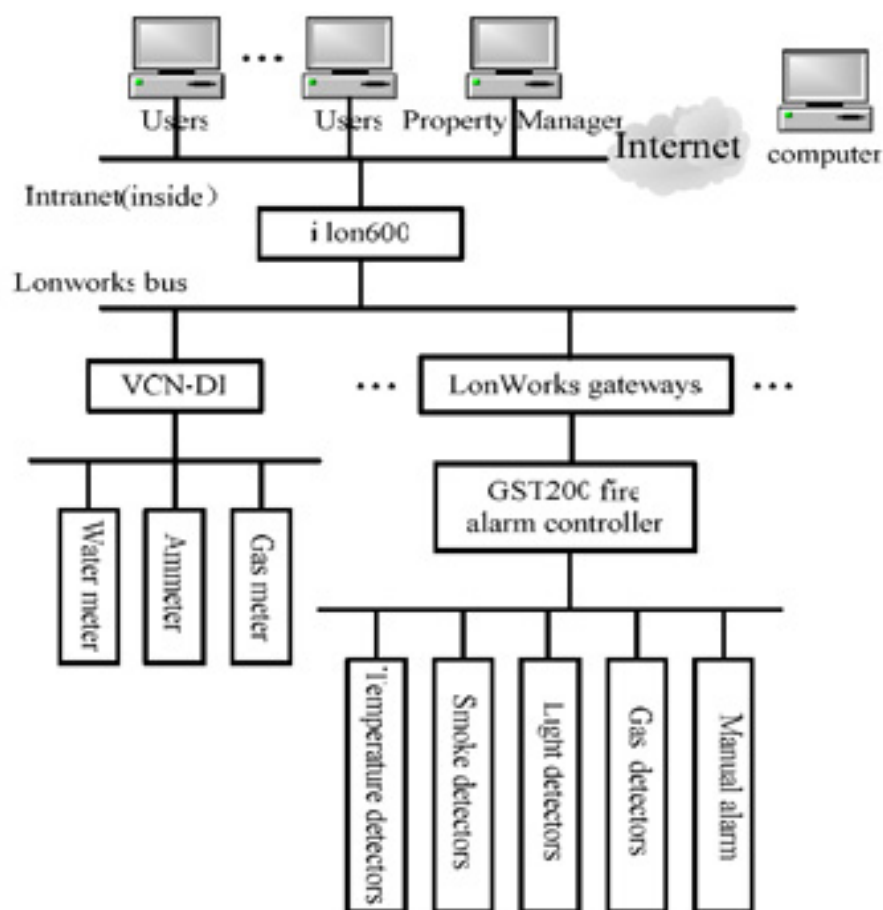 Users
Users
Property Manager
Internet
computer
Intranet(inside)
i lon600
Lonworks bus
VCN-DI
LonWorks gateways
GST200 fire
alarm controller
Water meter
Ammeter
Gas meter
Temperature detectors
Smoke detectors
Light detectors
Gas detectors
Manual alarm